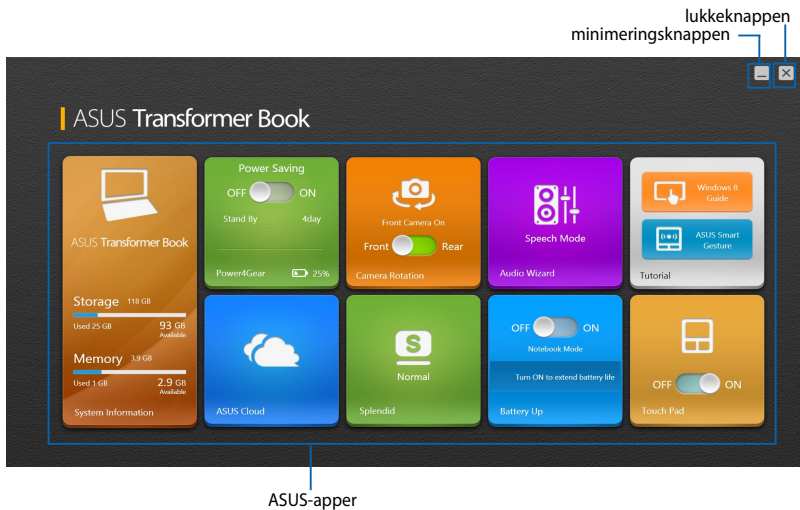 lukkeknappen
minimeringsknappen
ASUS Transformer Book
ASUS Transformer Book
Storage 118 GB
Used 25 GB 93 GB
Available
Memory 3.9 GB
Used 1 GB 2.9 GB
Available
System Information
Power Saving
OFF ON
Stand By 4day
Power4Gear 25%
Front Camera On
Front Rear
Camera Rotation
Speech Mode
Audio Wizard
Windows 8
Guide
ASUS Smart
Gesture
Tutorial
ASUS Cloud
S
Normal
Splendid
OFF ON
Notebook Mode
Turn ON to extend battery life
Battery Up
OFF ON
Touch Pad
ASUS-apper